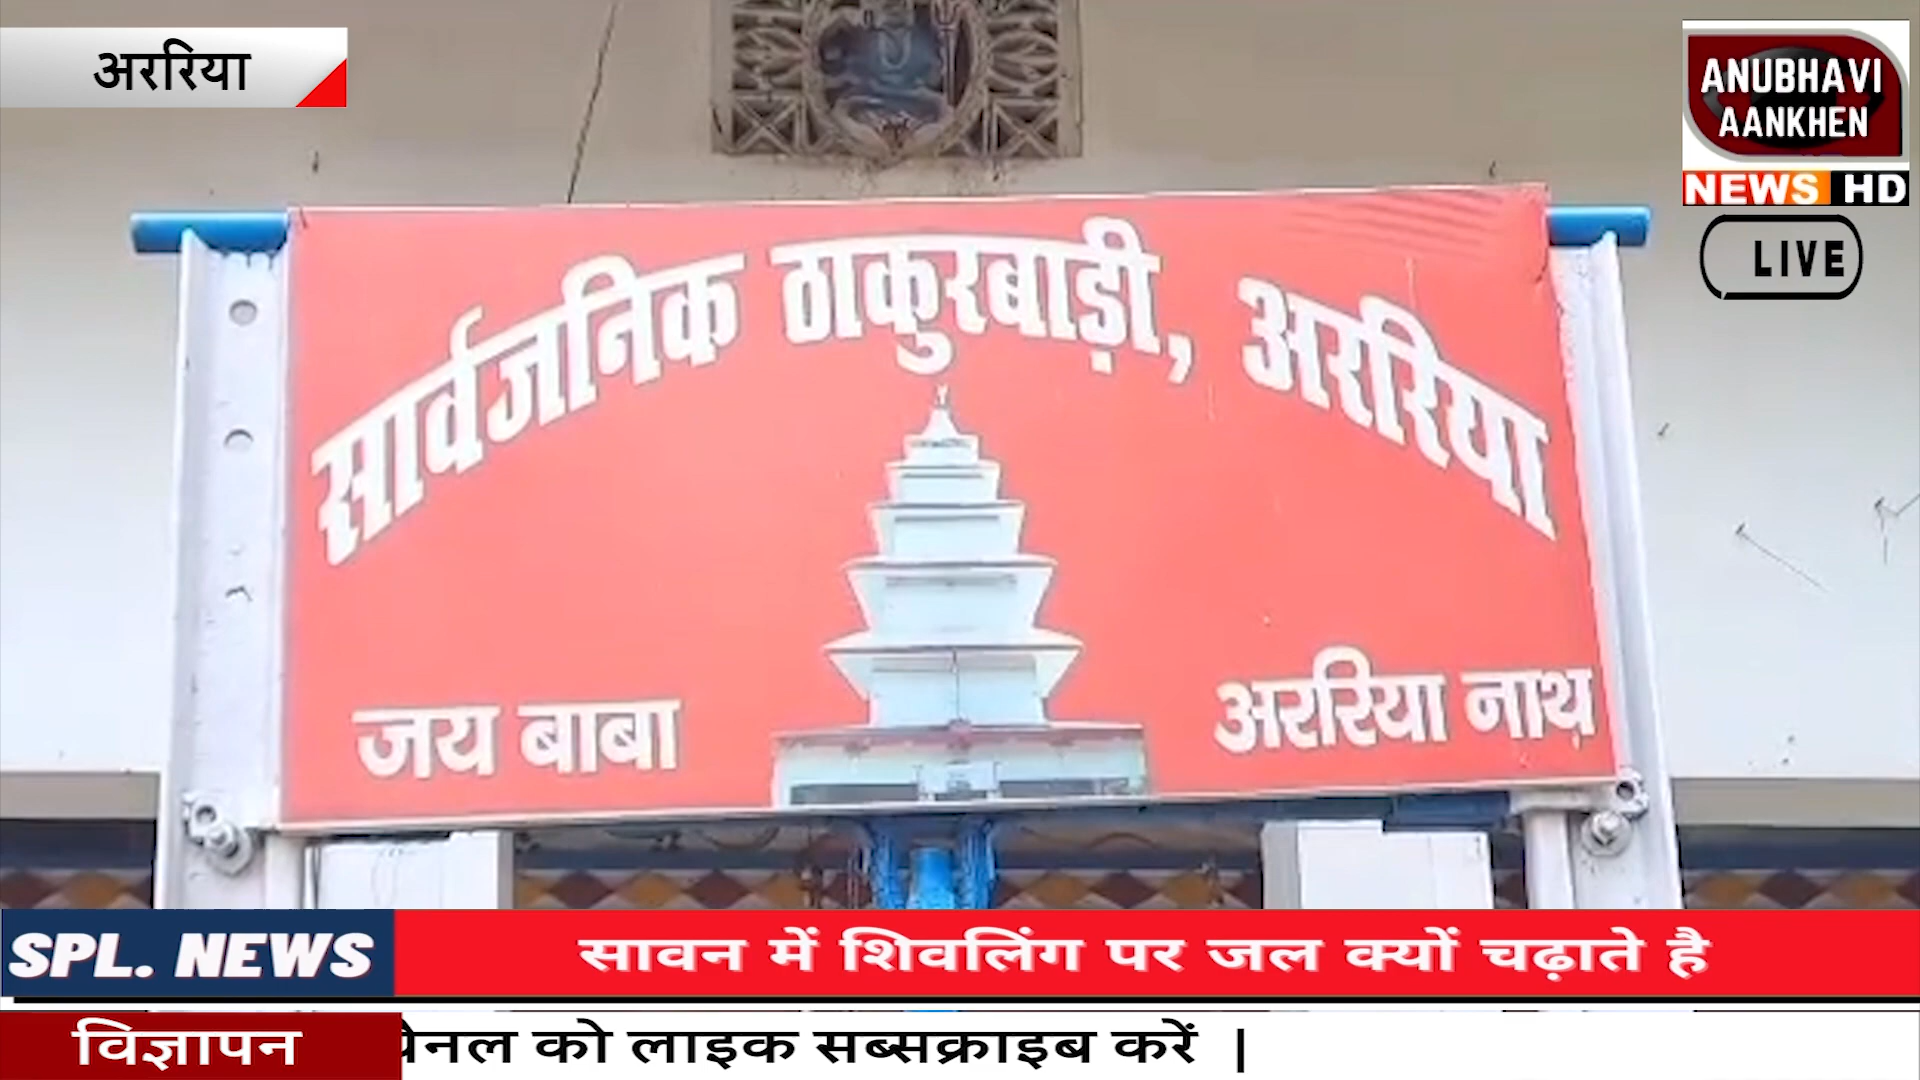 अररिया
ANUBHAVI
AANKHEN
NEWS HD
LIVE
सार्वजनिक ठाकुरबाड़ी, अररिया
जय बाबा
अररिया नाथ
SPL. NEWS
सावन में शिवलिंग पर जल क्यों चढ़ाते है
विज्ञापन
को लाइक सब्सक्राइब करें |